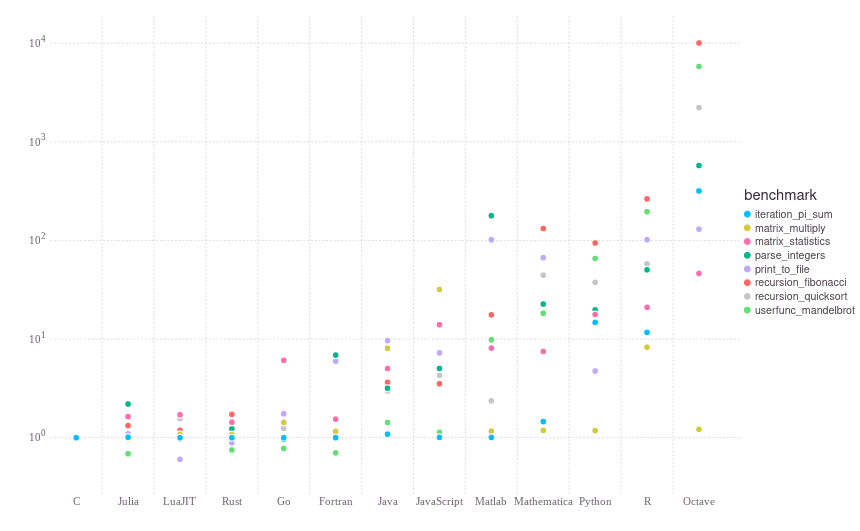 10^4
10^3
10^2
10^1
10^0
C Julia LuaJIT Rust Go Fortran Java JavaScript Matlab Mathematica Python R Octave
benchmark
iteration_pi_sum
matrix_multiply
matrix_statistics
parse_integers
print_to_file
recursion_fibonacci
recursion_quicksort
userfunc_mandelbrot